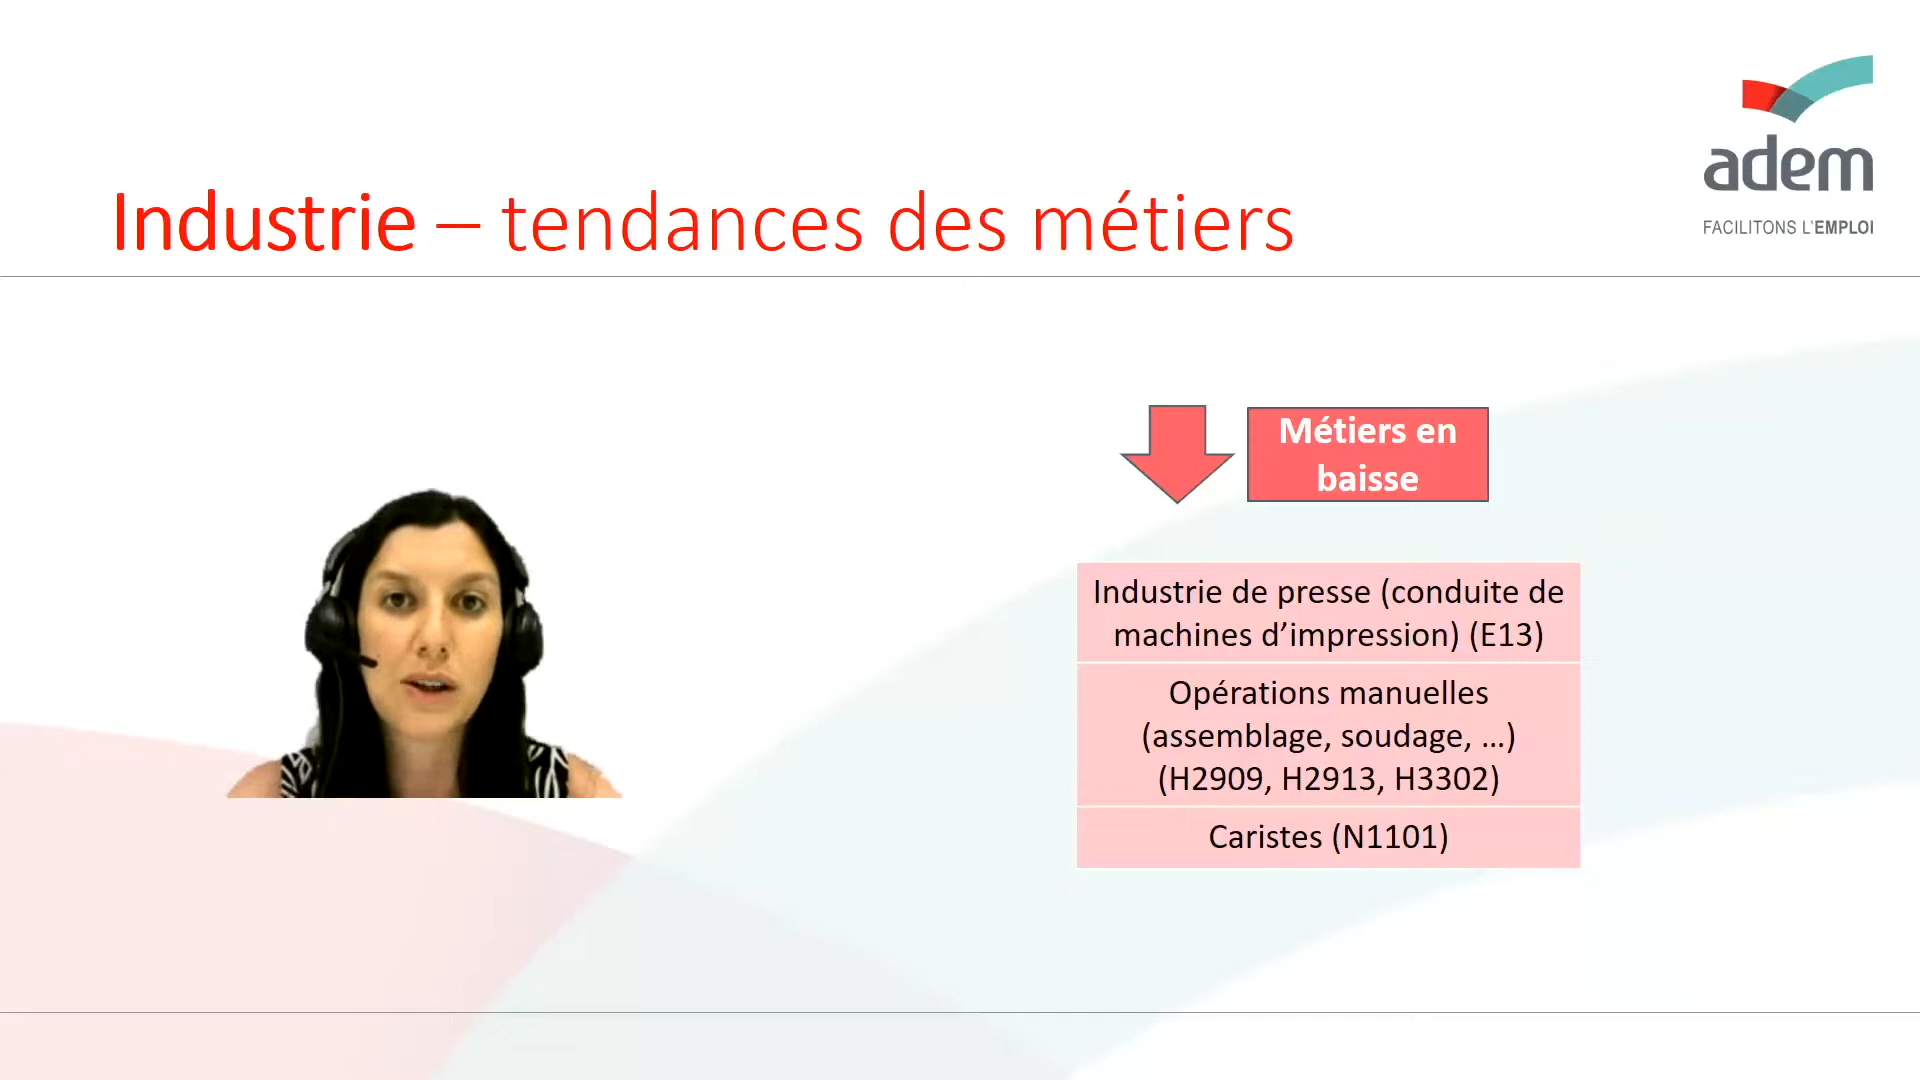 adem
FACILITONS L'EMPLOI
Industrie – tendances des métiers
Métiers en
baisse
Industrie de presse (conduite de
machines d’impression) (E13)
Opérations manuelles
(assemblage, soudage, …)
(H2909, H2913, H3302)
Caristes (N1101)